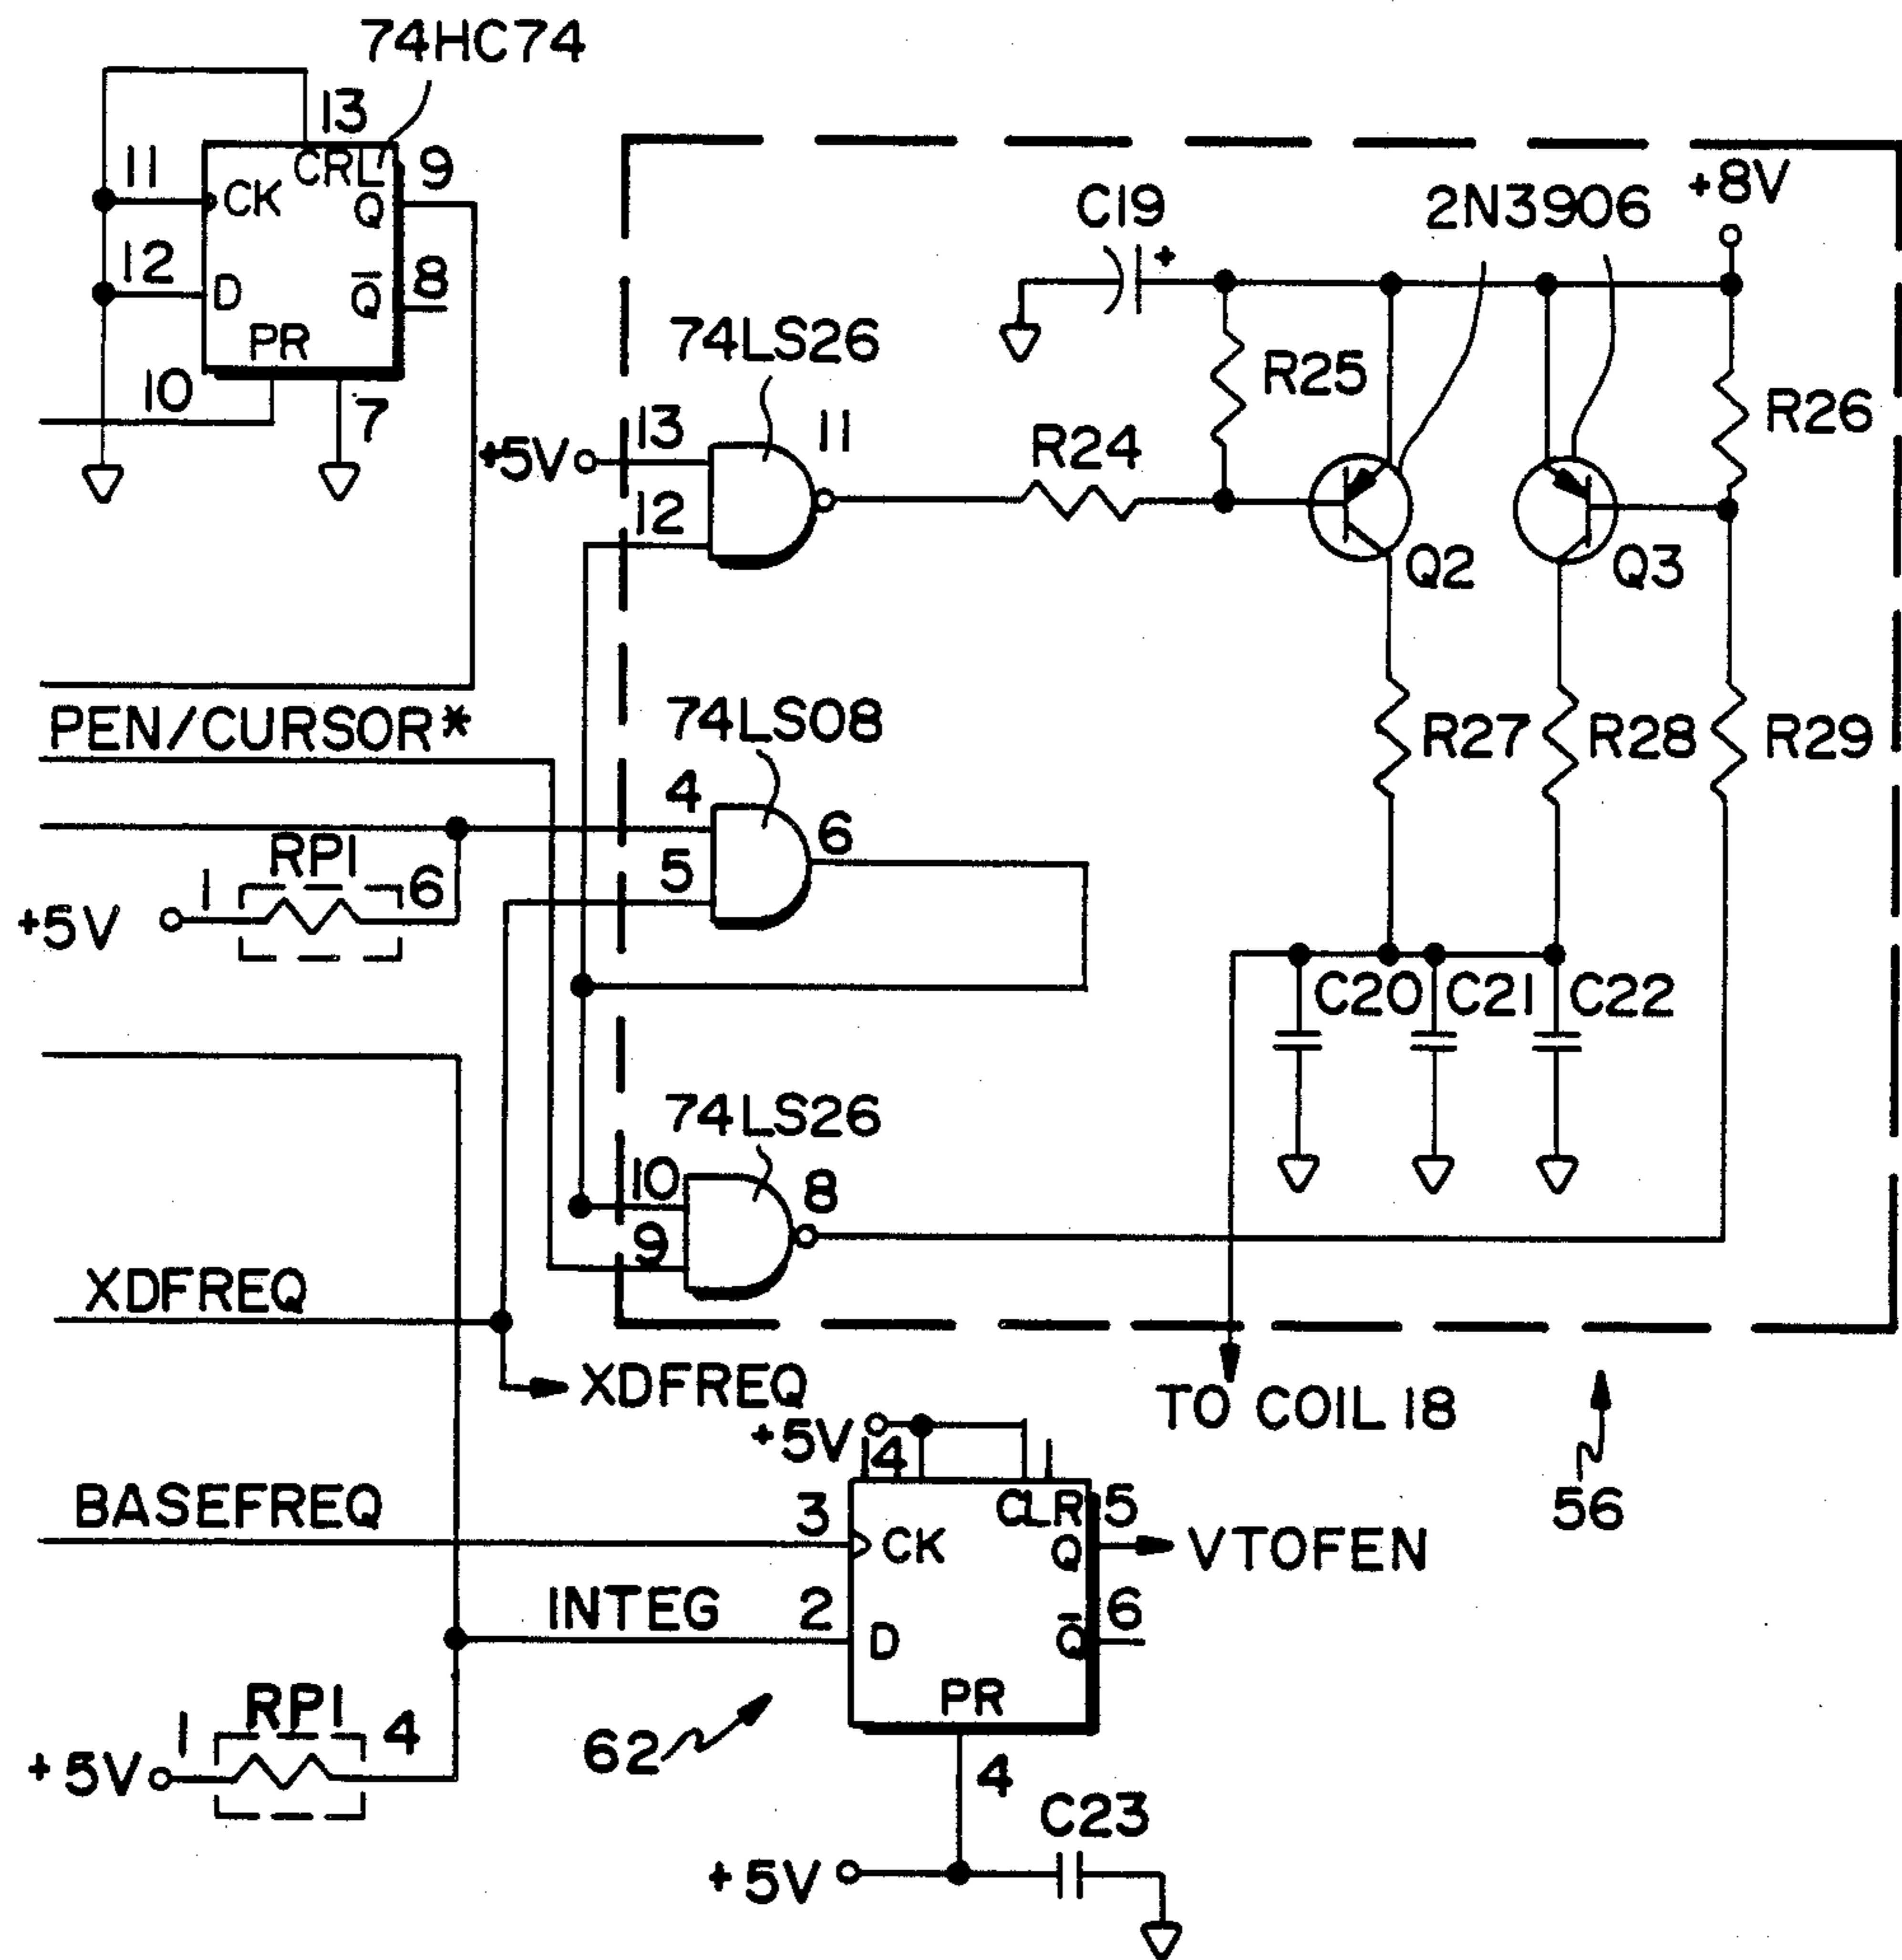 74HC74
13
11
CRL
9
CK
Q
12
8
D
Q̅
PR
10
7
C19
+
2N3906
+8V
74LS26
R25
R26
13
11
+5V
R24
12
Q2
Q3
PEN/CURSOR*
74LS08
R27
R28
R29
4
6
RP1
5
1
6
+5V
C20
C21
C22
74LS26
10
8
9
XDFREQ
XDFREQ
TO COIL 18
+5V
14
1
56
BASEFREQ
3
CLR
5
CK
Q
VTOFEN
INTEG
2
6
D
Q̅
PR
RP1
1
4
62
+5V
4
C23
+5V